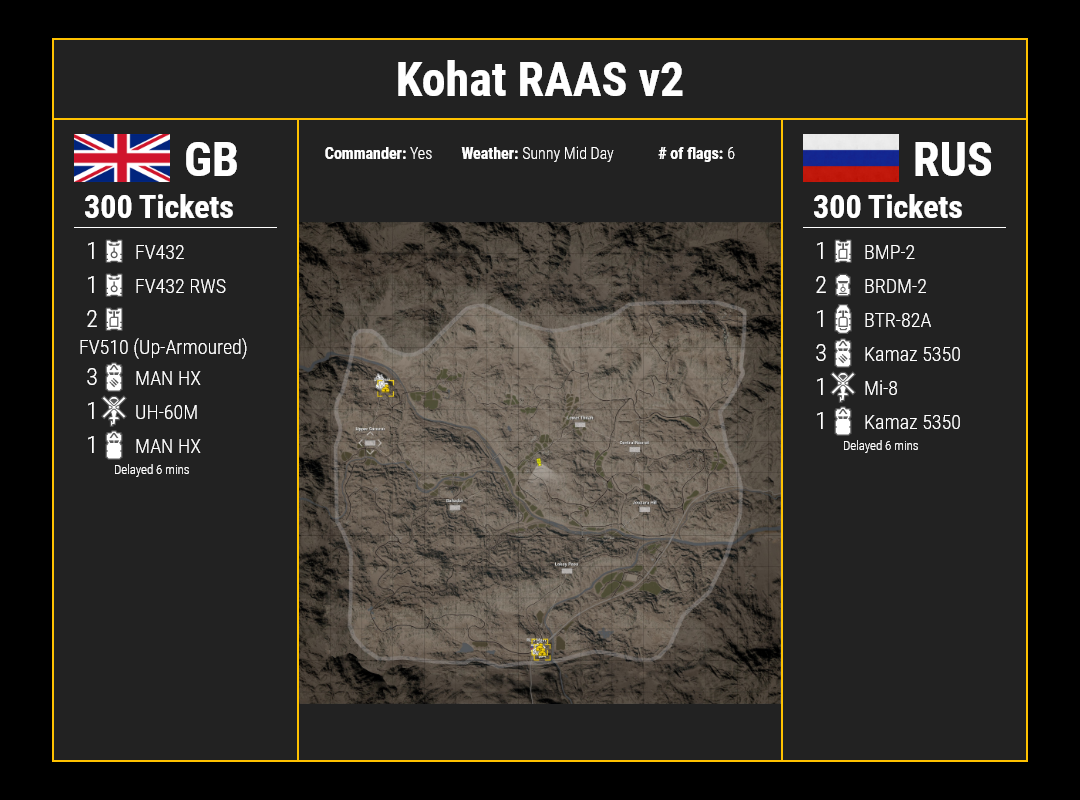 Kohat RAAS v2
GB
300 Tickets
1 FV432
1 FV432 RWS
2
FV510 (Up-Armoured)
3 MAN HX
1 UH-60M
1 MAN HX
Delayed 6 mins
Commander: Yes Weather: Sunny Mid Day # of flags: 6
RUS
300 Tickets
1 BMP-2
2 BRDM-2
1 BTR-82A
3 Kamaz 5350
1 Mi-8
1 Kamaz 5350
Delayed 6 mins